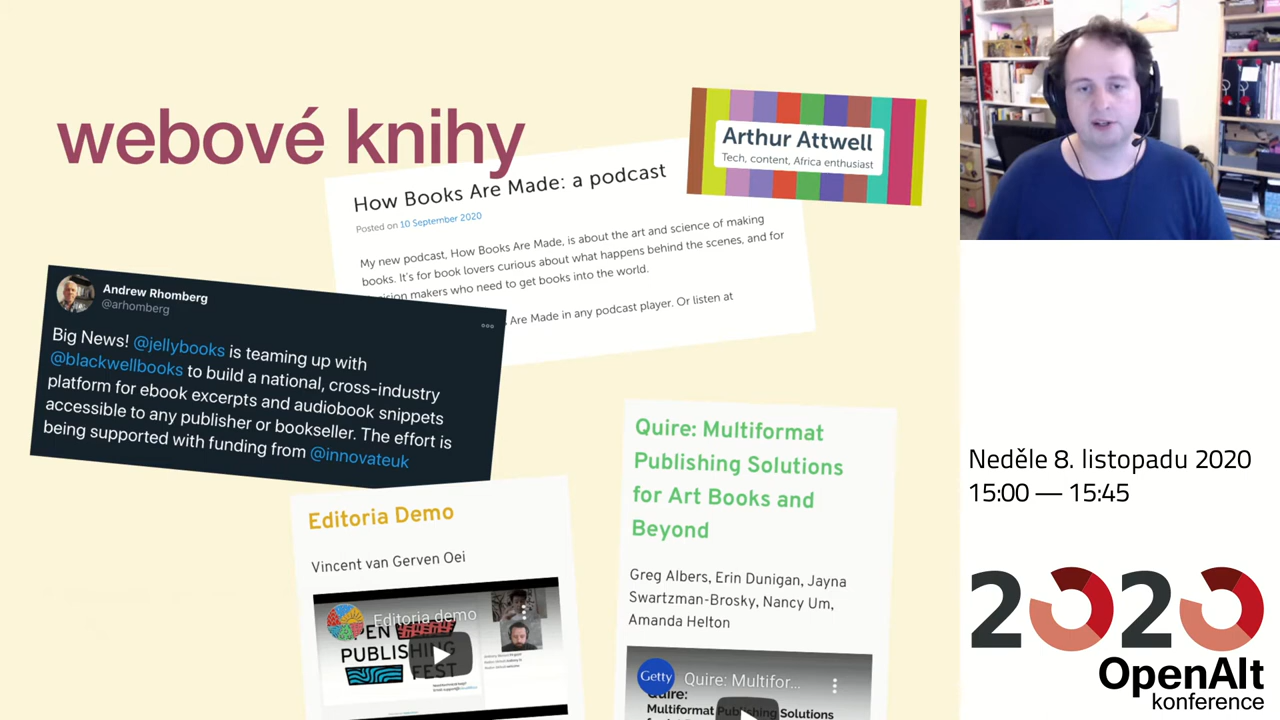 webové knihy
Arthur Attwell
Tech, content, Africa enthusiast
How Books Are Made: a podcast
Posted on 10 September 2020
My new podcast, How Books Are Made, is about the art and science of making
books. It's for book lovers curious about what happens behind the scenes, and for
makers who need to get books into the world.
Are Made in any podcast player. Or listen at
Andrew Rhomberg
@arhomberg
Big News! @jellybooks is teaming up with
@blackwellbooks to build a national, cross-industry
platform for ebook excerpts and audiobook snippets
accessible to any publisher or bookseller. The effort is
being supported with funding from @innovateuk
Editoria Demo
Vincent van Gerven Oei
Editoria demo
OPEN
PUBLISHING
FEST
Quire: Multiformat
Publishing Solutions
for Art Books and
Beyond
Greg Albers, Erin Dunigan, Jayna
Swartzman-Brosky, Nancy Um,
Amanda Helton
Getty
Quire: Multifor...
Quire:
Multiformat Publishing Solutions
Neděle 8. listopadu 2020
15:00 — 15:45
2020
OpenAlt
konference